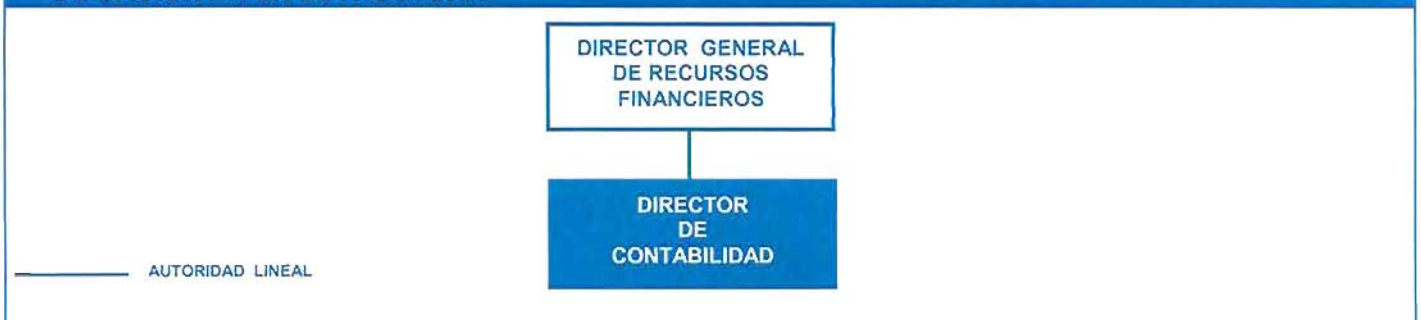 DIRECTOR GENERAL
DE RECURSOS
FINANCIEROS
DIRECTOR
DE
CONTABILIDAD
AUTORIDAD LINEAL